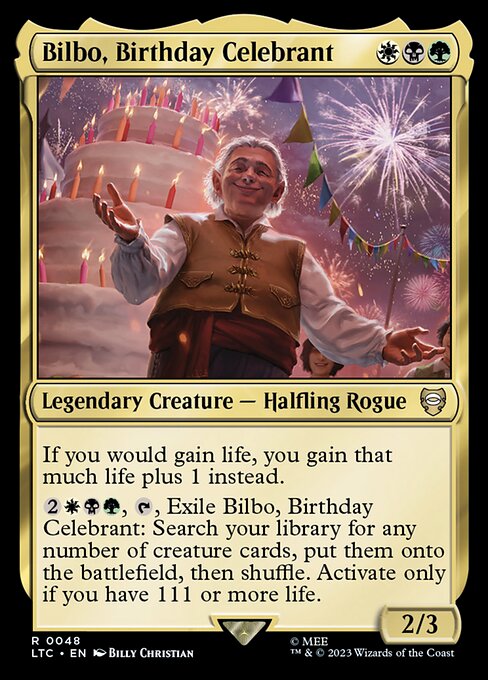 Bilbo, Birthday Celebrant
Legendary Creature — Halfling Rogue
If you would gain life, you gain that
much life plus 1 instead.
2, , Exile Bilbo, Birthday
Celebrant: Search your library for any
number of creature cards, put them onto
the battlefield, then shuffle. Activate only
if you have 111 or more life.
2/3
R 0048
LTC • EN BILLY CHRISTIAN
© MEE
™ & © 2023 Wizards of the Coast